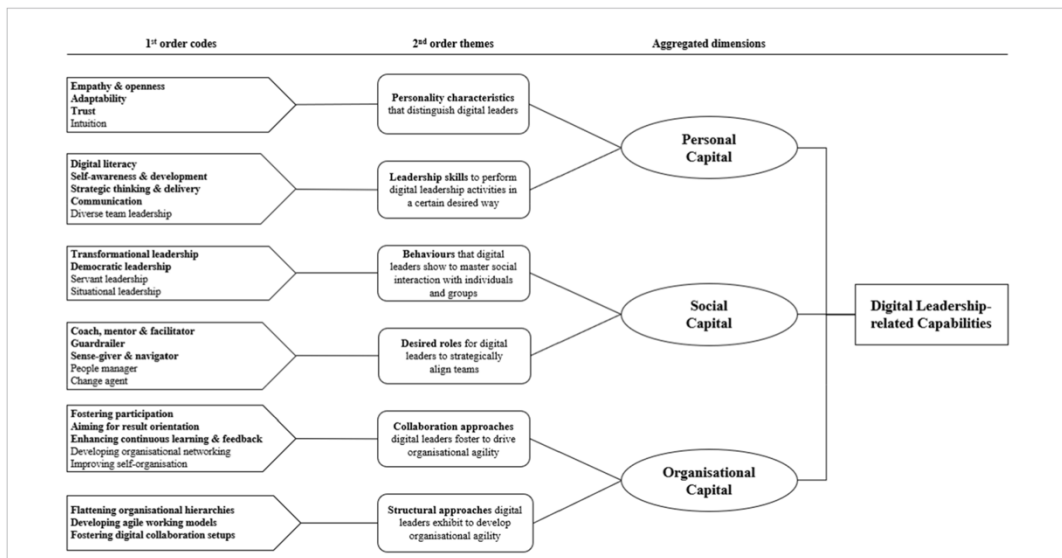 1st order codes
2nd order themes
Aggregated dimensions
Empathy & openness
Adaptability
Trust
Intuition
Personality characteristics
that distinguish digital leaders
Personal
Capital
Digital literacy
Self-awareness & development
Strategic thinking & delivery
Communication
Diverse team leadership
Leadership skills to perform
digital leadership activities in
a certain desired way
Transformational leadership
Democratic leadership
Servant leadership
Situational leadership
Behaviours that digital
leaders show to master social
interaction with individuals
and groups
Social
Capital
Digital Leadership-
related Capabilities
Coach, mentor & facilitator
Guardrailer
Sense-giver & navigator
People manager
Change agent
Desired roles for digital
leaders to strategically
align teams
Fostering participation
Aiming for result orientation
Enhancing continuous learning & feedback
Developing organisational networking
Improving self-organisation
Collaboration approaches
digital leaders foster to drive
organisational agility
Organisational
Capital
Flattening organisational hierarchies
Developing agile working models
Fostering digital collaboration setups
Structural approaches digital
leaders exhibit to develop
organisational agility